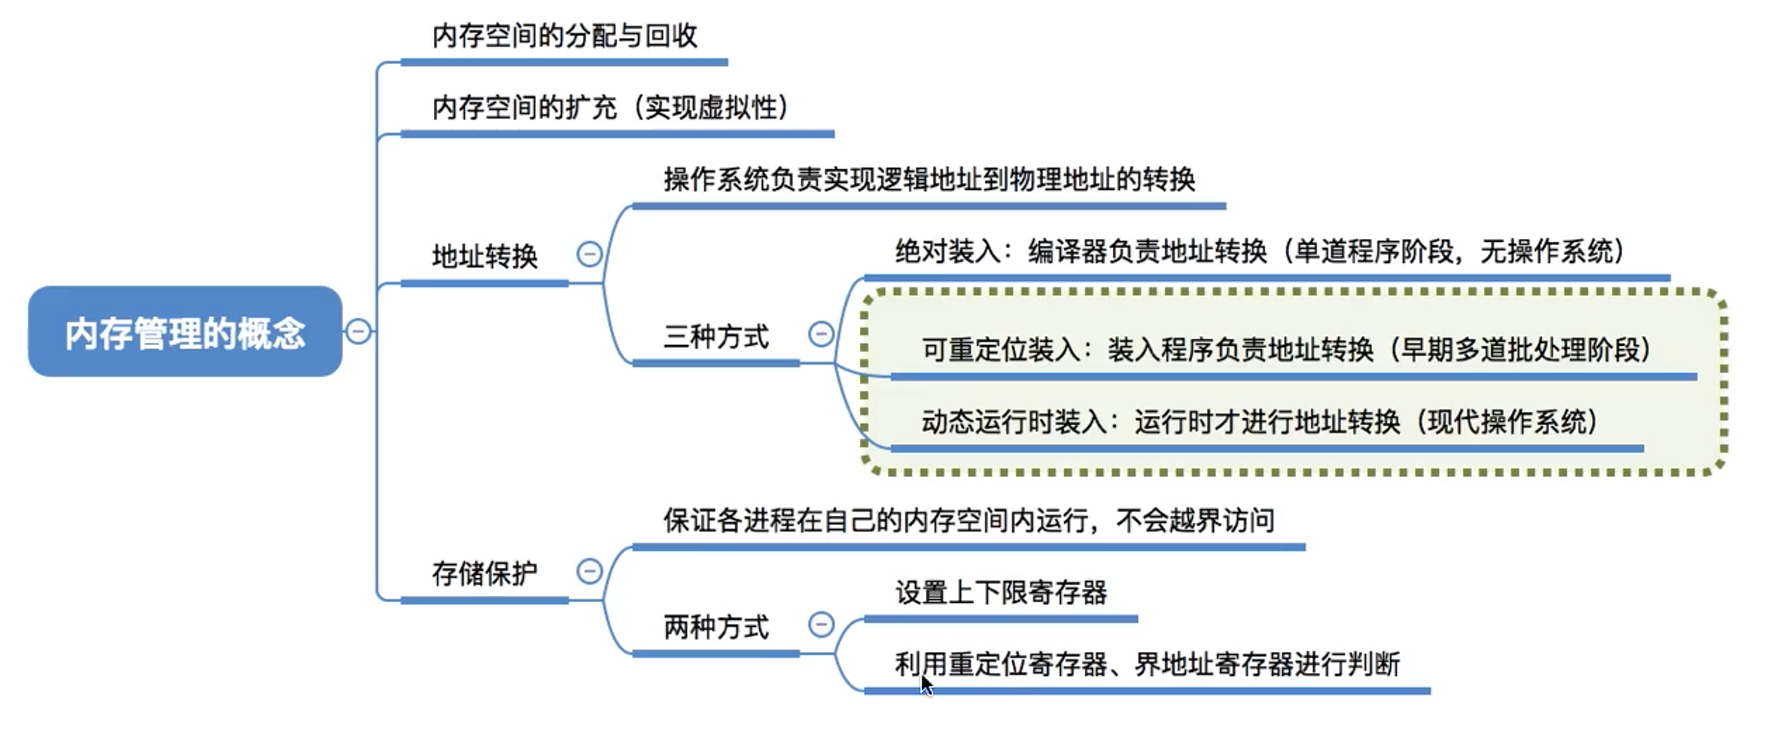 内存空间的分配与回收
内存空间的扩充（实现虚拟性）
操作系统负责实现逻辑地址到物理地址的转换
地址转换
绝对装入：编译器负责地址转换（单道程序阶段，无操作系统）
三种方式
可重定位装入：装入程序负责地址转换（早期多道批处理阶段）
动态运行时装入：运行时才进行地址转换（现代操作系统）
内存管理的概念
保证各进程在自己的内存空间内运行，不会越界访问
存储保护
设置上下限寄存器
两种方式
利用重定位寄存器、界地址寄存器进行判断